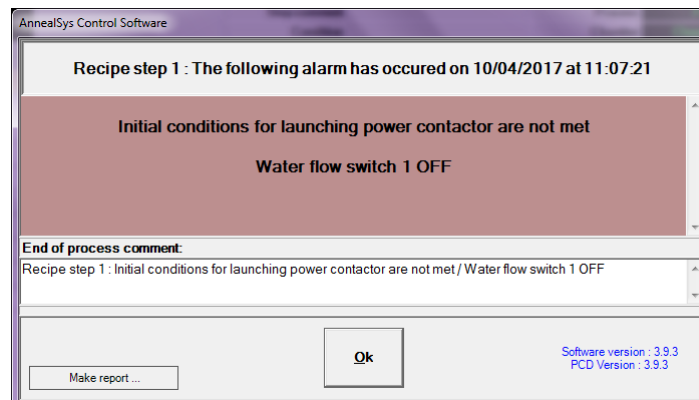 AnnealSys Control Software
Recipe step 1 : The following alarm has occured on 10/04/2017 at 11:07:21
Initial conditions for launching power contactor are not met
Water flow switch 1 OFF
End of process comment:
Recipe step 1 : Initial conditions for launching power contactor are not met / Water flow switch 1 OFF
Ok
Software version : 3.9.3
PCD Version : 3.9.3
Make report ...